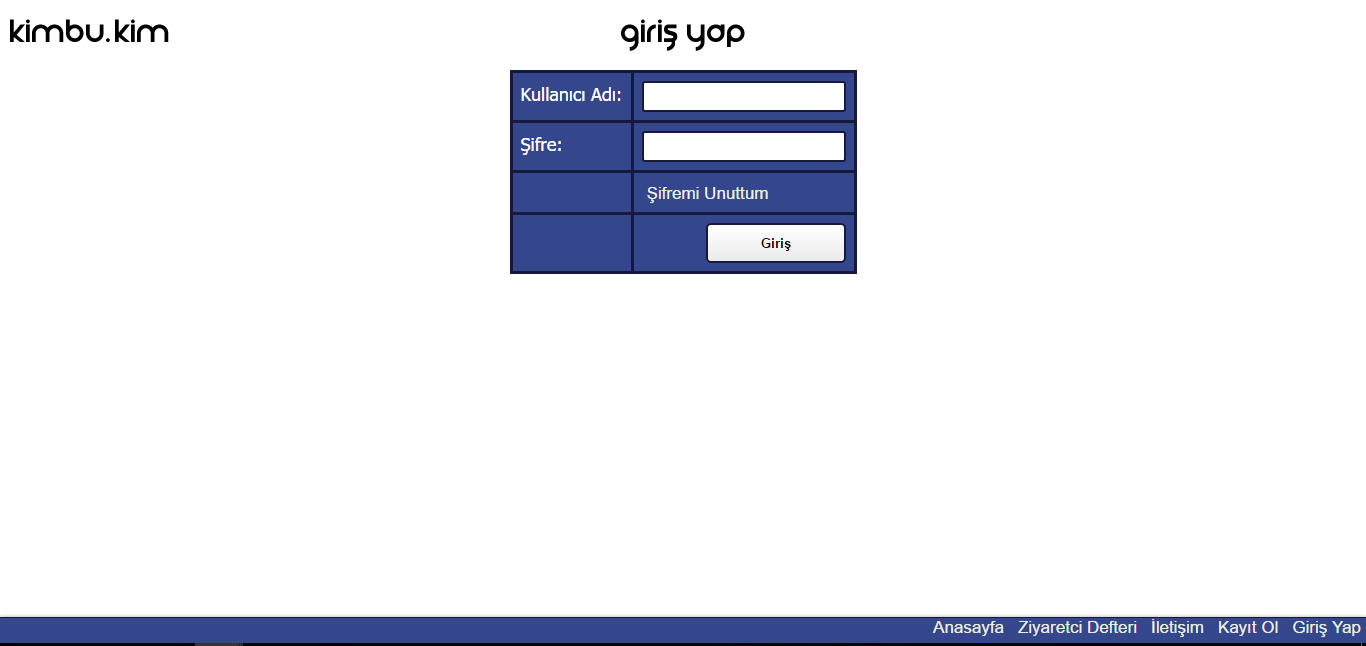 kimbu.kim
giriş yap
Kullanıcı Adı:
Şifre:
Şifremi Unuttum
Giriş
Anasayfa Ziyaretci Defteri İletişim Kayıt Ol Giriş Yap